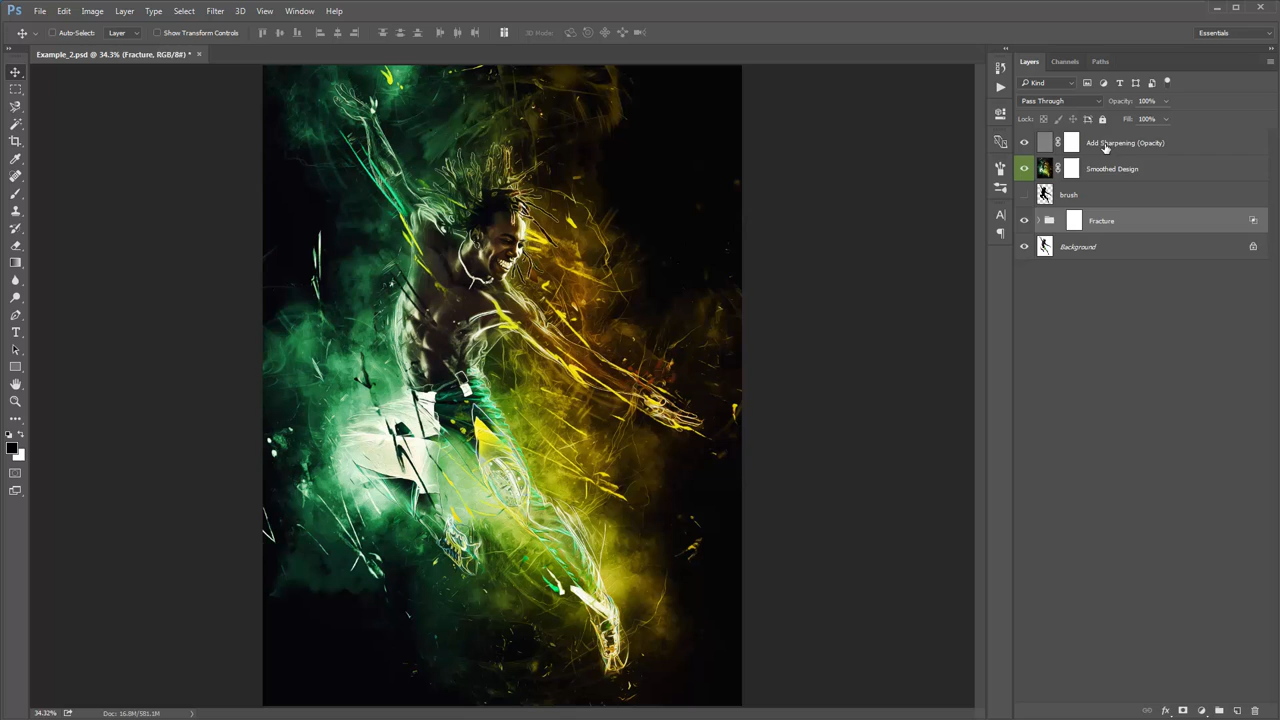 Ps File Edit Image Layer Type Select Filter 3D View Window Help
Auto-Select: Layer Show Transform Controls 3D Mode: Essentials
Example_2.psd @ 34.3% (Fracture, RGB/8#) * ×
Layers Channels Paths
Kind
Pass Through Opacity: 100%
Lock: Fill: 100%
Add Sharpening (Opacity)
Smoothed Design
brush
Fracture
Background
34.32% Doc: 16.8M/581.1M